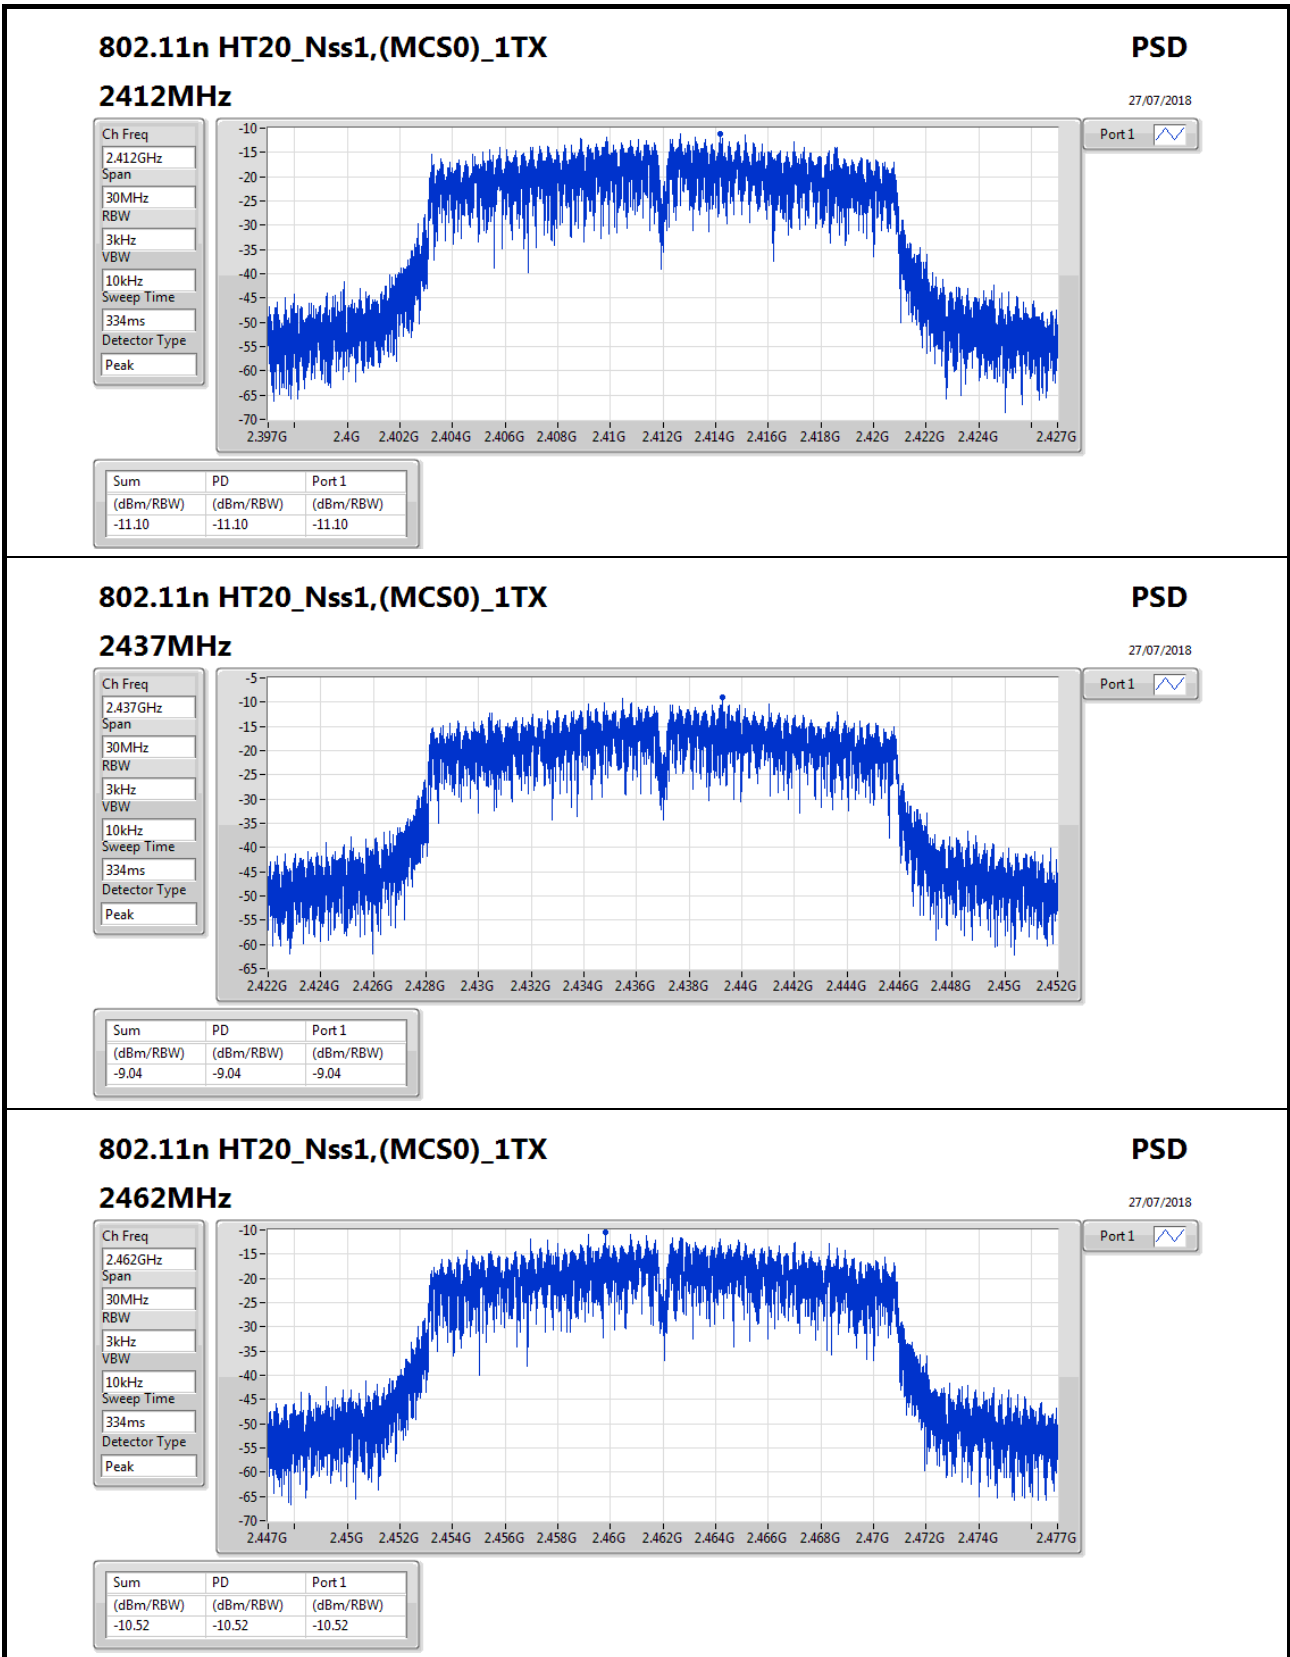 802.11n HT20_Nss1,(MCS0)_1TX PSD
2412MHz 27/07/2018
Ch Freq
2.412GHz
Span
30MHz
RBW
3kHz
VBW
10kHz
Sweep Time
334ms
Detector Type
Peak
-10
-15
-20
-25
-30
-35
-40
-45
-50
-55
-60
-65
-70
2.397G 2.4G 2.402G 2.404G 2.406G 2.408G 2.41G 2.412G 2.414G 2.416G 2.418G 2.42G 2.422G 2.424G 2.427G
Port 1
Sum PD Port 1
(dBm/RBW) (dBm/RBW) (dBm/RBW)
-11.10 -11.10 -11.10
802.11n HT20_Nss1,(MCS0)_1TX PSD
2437MHz 27/07/2018
Ch Freq
2.437GHz
Span
30MHz
RBW
3kHz
VBW
10kHz
Sweep Time
334ms
Detector Type
Peak
-5
-10
-15
-20
-25
-30
-35
-40
-45
-50
-55
-60
-65
2.422G 2.424G 2.426G 2.428G 2.43G 2.432G 2.434G 2.436G 2.438G 2.44G 2.442G 2.444G 2.446G 2.448G 2.45G 2.452G
Port 1
Sum PD Port 1
(dBm/RBW) (dBm/RBW) (dBm/RBW)
-9.04 -9.04 -9.04
802.11n HT20_Nss1,(MCS0)_1TX PSD
2462MHz 27/07/2018
Ch Freq
2.462GHz
Span
30MHz
RBW
3kHz
VBW
10kHz
Sweep Time
334ms
Detector Type
Peak
-10
-15
-20
-25
-30
-35
-40
-45
-50
-55
-60
-65
-70
2.447G 2.45G 2.452G 2.454G 2.456G 2.458G 2.46G 2.462G 2.464G 2.466G 2.468G 2.47G 2.472G 2.474G 2.477G
Port 1
Sum PD Port 1
(dBm/RBW) (dBm/RBW) (dBm/RBW)
-10.52 -10.52 -10.52